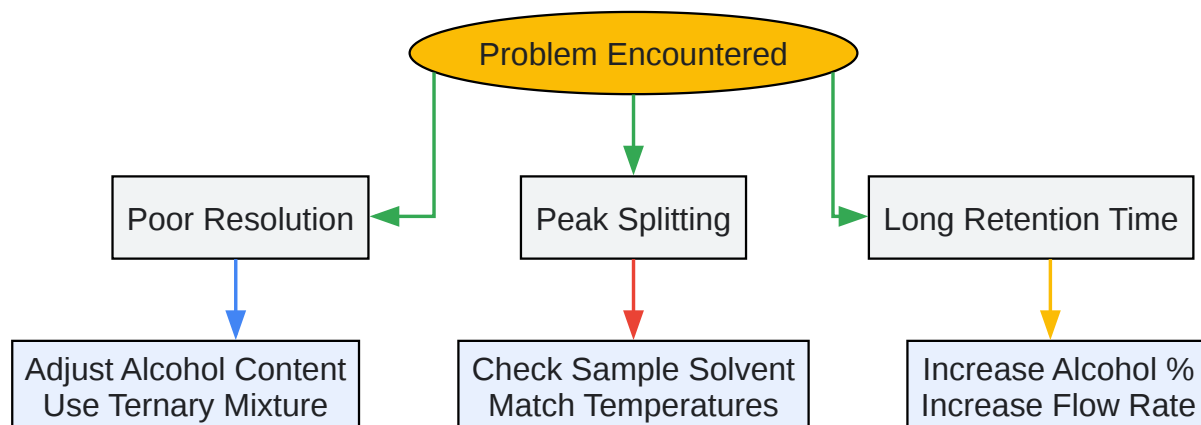 Problem Encountered
Poor Resolution
Peak Splitting
Long Retention Time
Adjust Alcohol Content
Use Ternary Mixture
Check Sample Solvent
Match Temperatures
Increase Alcohol %
Increase Flow Rate